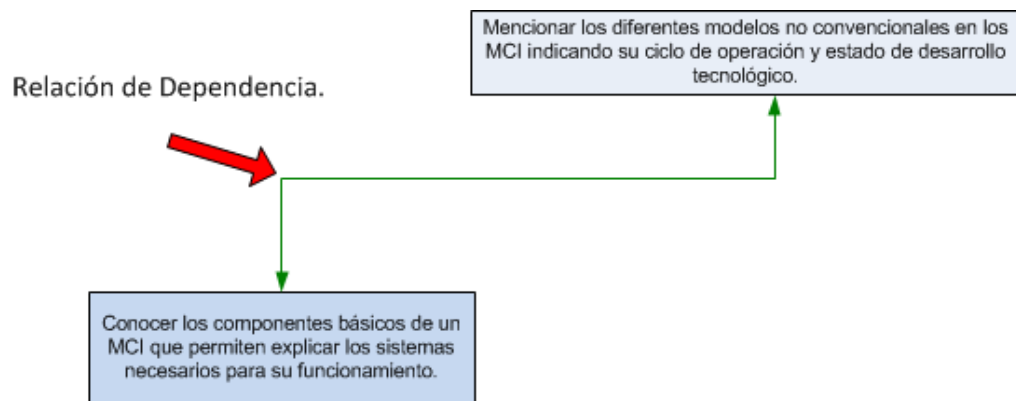 Mencionar los diferentes modelos no convencionales en los
MCI indicando su ciclo de operación y estado de desarrollo
tecnológico.
Relación de Dependencia.
Conocer los componentes básicos de un
MCI que permiten explicar los sistemas
necesarios para su funcionamiento.